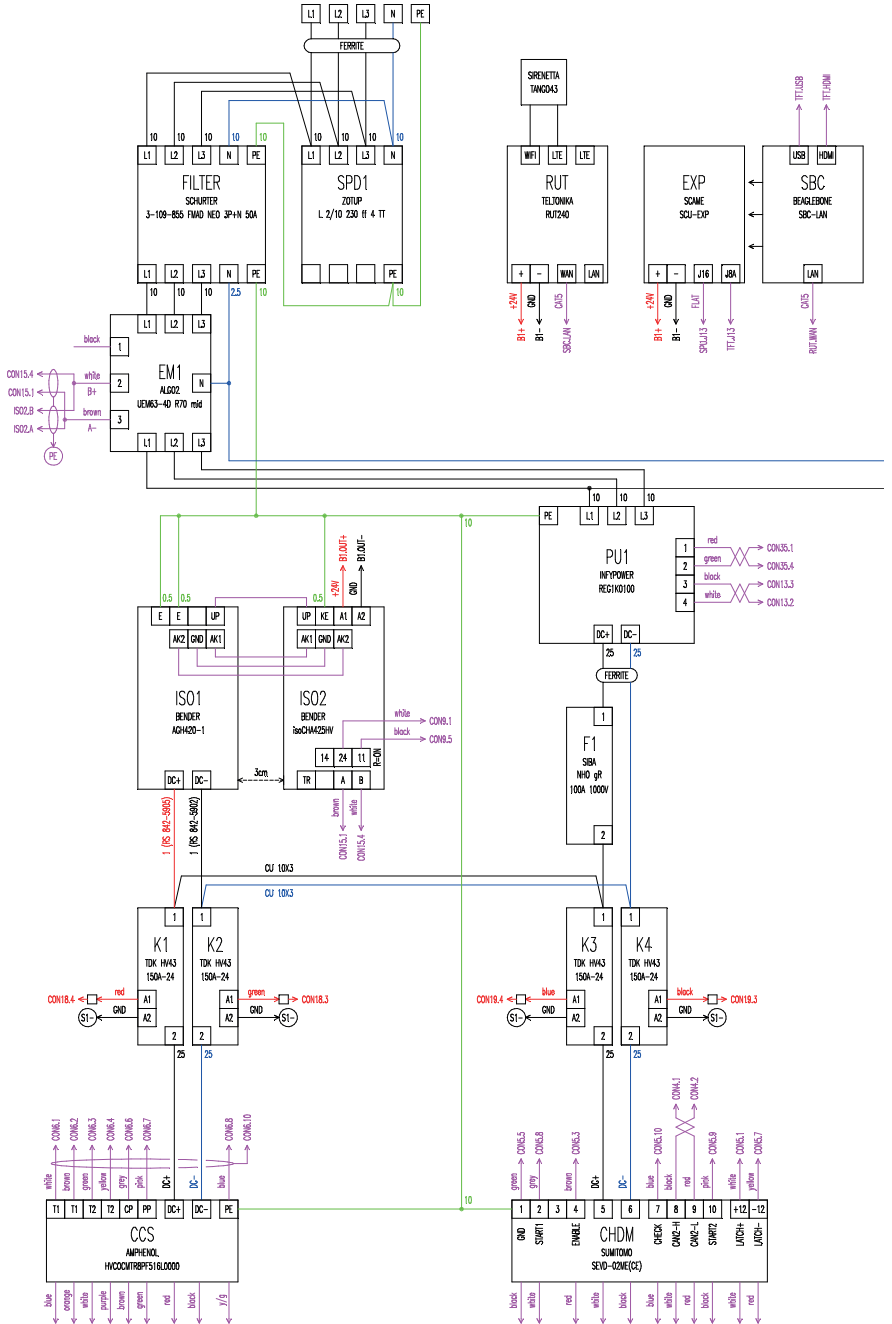 L1 L2 L3 N PE
FERRITE
SIRENETTA
TANGO43
TFT.USB
TFT.HDMI
10 10 10 10 10 10 10 10 10
L1 L2 L3 N PE
FILTER
SCHURTER
3-109-855 FMAD NEO 3P+N 50A
L1 L2 L3 N PE
L1 L2 L3 N
SPD1
ZOTUP
L 2/10 230 ff 4 TT
PE
WIFI LTE LTE
RUT
TELTONIKA
RUT240
+ - WAN LAN
EXP
SCAME
SCU-EXP
+ - J16 J8A
USB HDMI
SBC
BEAGLEBONE
SBC-LAN
LAN
10 10 10 2.5 10 10
+24V GND CAT5
B1+ B1- SBC.LAN
+24V GND FLAT
B1+ B1- SPU.J13 TFT.J13
CAT5
RUT.WAN
L1 L2 L3
black 1
CON15.4 white 2
CON15.1 B+
ISO2.B brown 3
ISO2.A A-
PE
EM1
ALGO2
UEM63-4D R70 mid
N
L1 L2 L3
10 10 10
PE L1 L2 L3
10
PU1
INFYPOWER
REG1K0100
1 red CON35.1
2 green CON35.4
3 black CON13.3
4 white CON13.2
DC+ DC-
25 25
FERRITE
0.5 0.5 0.5
+24V GND
B1.OUT+ B1.OUT-
E E UP
AK2 GND AK1
ISO1
BENDER
AGH420-1
DC+ DC-
UP KE A1 A2
AK1 GND AK2
ISO2
BENDER
isoCHA425HV
14 24 11
R=ON
TR A B
white CON9.1
black CON9.5
3cm
brown white
CON15.1 CON15.4
1
F1
SIBA
NH0 gR
100A 1000V
2
1 (RS 842-5905)
1 (RS 842-5902)
CU 10X3
CU 10X3
1 1 1 1
K1
TDK HV43
150A-24
K2
TDK HV43
150A-24
K3
TDK HV43
150A-24
K4
TDK HV43
150A-24
CON18.4 red A1
S1- GND A2
A1 green CON18.3
A2 GND S1-
CON19.4 blue A1
S1- GND A2
A1 black CON19.3
A2 GND S1-
2 2 2 2
25 25 25 25
CON6.1 CON6.2 CON6.3 CON6.4 CON6.6 CON6.7 CON6.8 CON6.10
white brown green yellow grey pink DC+ DC- blue
T1 T1 T2 T2 CP PP DC+ DC- PE
10
CCS
AMPHENOL
HVCOCMTR8PF516L0000
blue orange white purple brown green red black y/g
CON5.5 CON5.8 CON5.3 CON5.10 CON4.1 CON4.2 CON5.9 CON5.1 CON5.7
green grey brown DC+ DC- blue black red pink white yellow
1 2 3 4 5 6 7 8 9 10 +12 -12
GND START1 ENABLE CHECK CAN2-H CAN2-L START2 LATCH+ LATCH-
10
CHDM
SUMITOMO
SEVD-02ME(CE)
black white red white black blue white red black white red